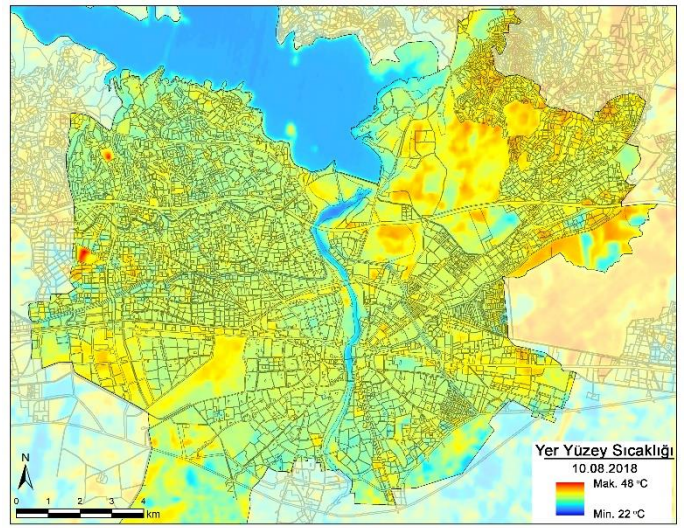 Yer Yüzey Sıcaklığı
10.08.2018
Mak. 48 °C
Min. 22 °C
N
0 1 2 3 4
km